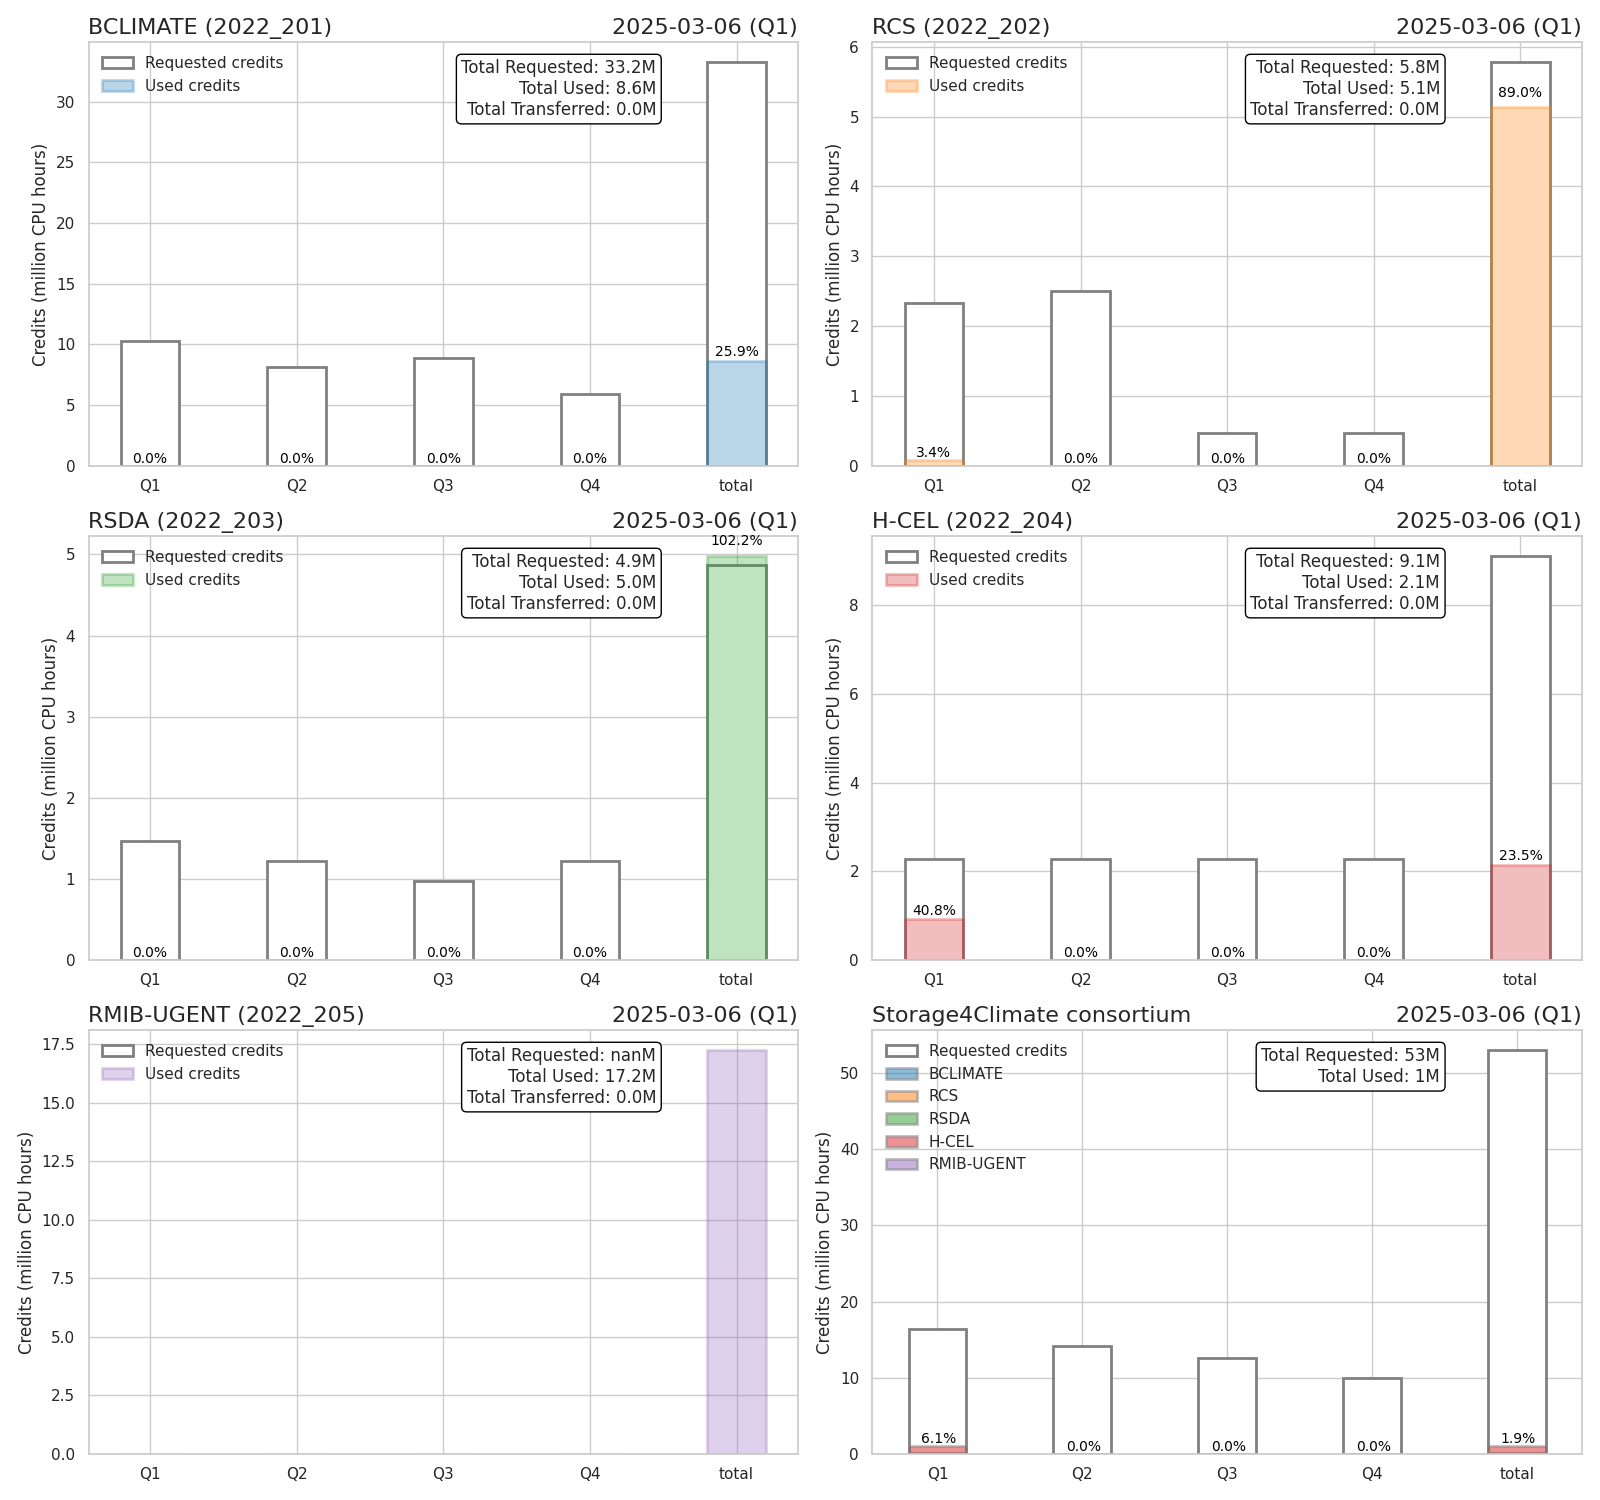 BCLIMATE (2022_201)
2025-03-06 (Q1)
Requested credits
Used credits
Total Requested: 33.2M
Total Used: 8.6M
Total Transferred: 0.0M
Credits (million CPU hours)
30
25
20
15
10
5
0
0.0%
0.0%
0.0%
0.0%
25.9%
Q1
Q2
Q3
Q4
total
RCS (2022_202)
2025-03-06 (Q1)
Requested credits
Used credits
Total Requested: 5.8M
Total Used: 5.1M
Total Transferred: 0.0M
Credits (million CPU hours)
6
5
4
3
2
1
0
3.4%
0.0%
0.0%
0.0%
89.0%
Q1
Q2
Q3
Q4
total
RSDA (2022_203)
2025-03-06 (Q1)
Requested credits
Used credits
Total Requested: 4.9M
Total Used: 5.0M
Total Transferred: 0.0M
Credits (million CPU hours)
5
4
3
2
1
0
0.0%
0.0%
0.0%
0.0%
102.2%
Q1
Q2
Q3
Q4
total
H-CEL (2022_204)
2025-03-06 (Q1)
Requested credits
Used credits
Total Requested: 9.1M
Total Used: 2.1M
Total Transferred: 0.0M
Credits (million CPU hours)
8
6
4
2
0
40.8%
0.0%
0.0%
0.0%
23.5%
Q1
Q2
Q3
Q4
total
RMIB-UGENT (2022_205)
2025-03-06 (Q1)
Requested credits
Used credits
Total Requested: nanM
Total Used: 17.2M
Total Transferred: 0.0M
Credits (million CPU hours)
17.5
15.0
12.5
10.0
7.5
5.0
2.5
0.0
Q1
Q2
Q3
Q4
total
Storage4Climate consortium
2025-03-06 (Q1)
Requested credits
BCLIMATE
RCS
RSDA
H-CEL
RMIB-UGENT
Total Requested: 53M
Total Used: 1M
Credits (million CPU hours)
50
40
30
20
10
0
6.1%
0.0%
0.0%
0.0%
1.9%
Q1
Q2
Q3
Q4
total